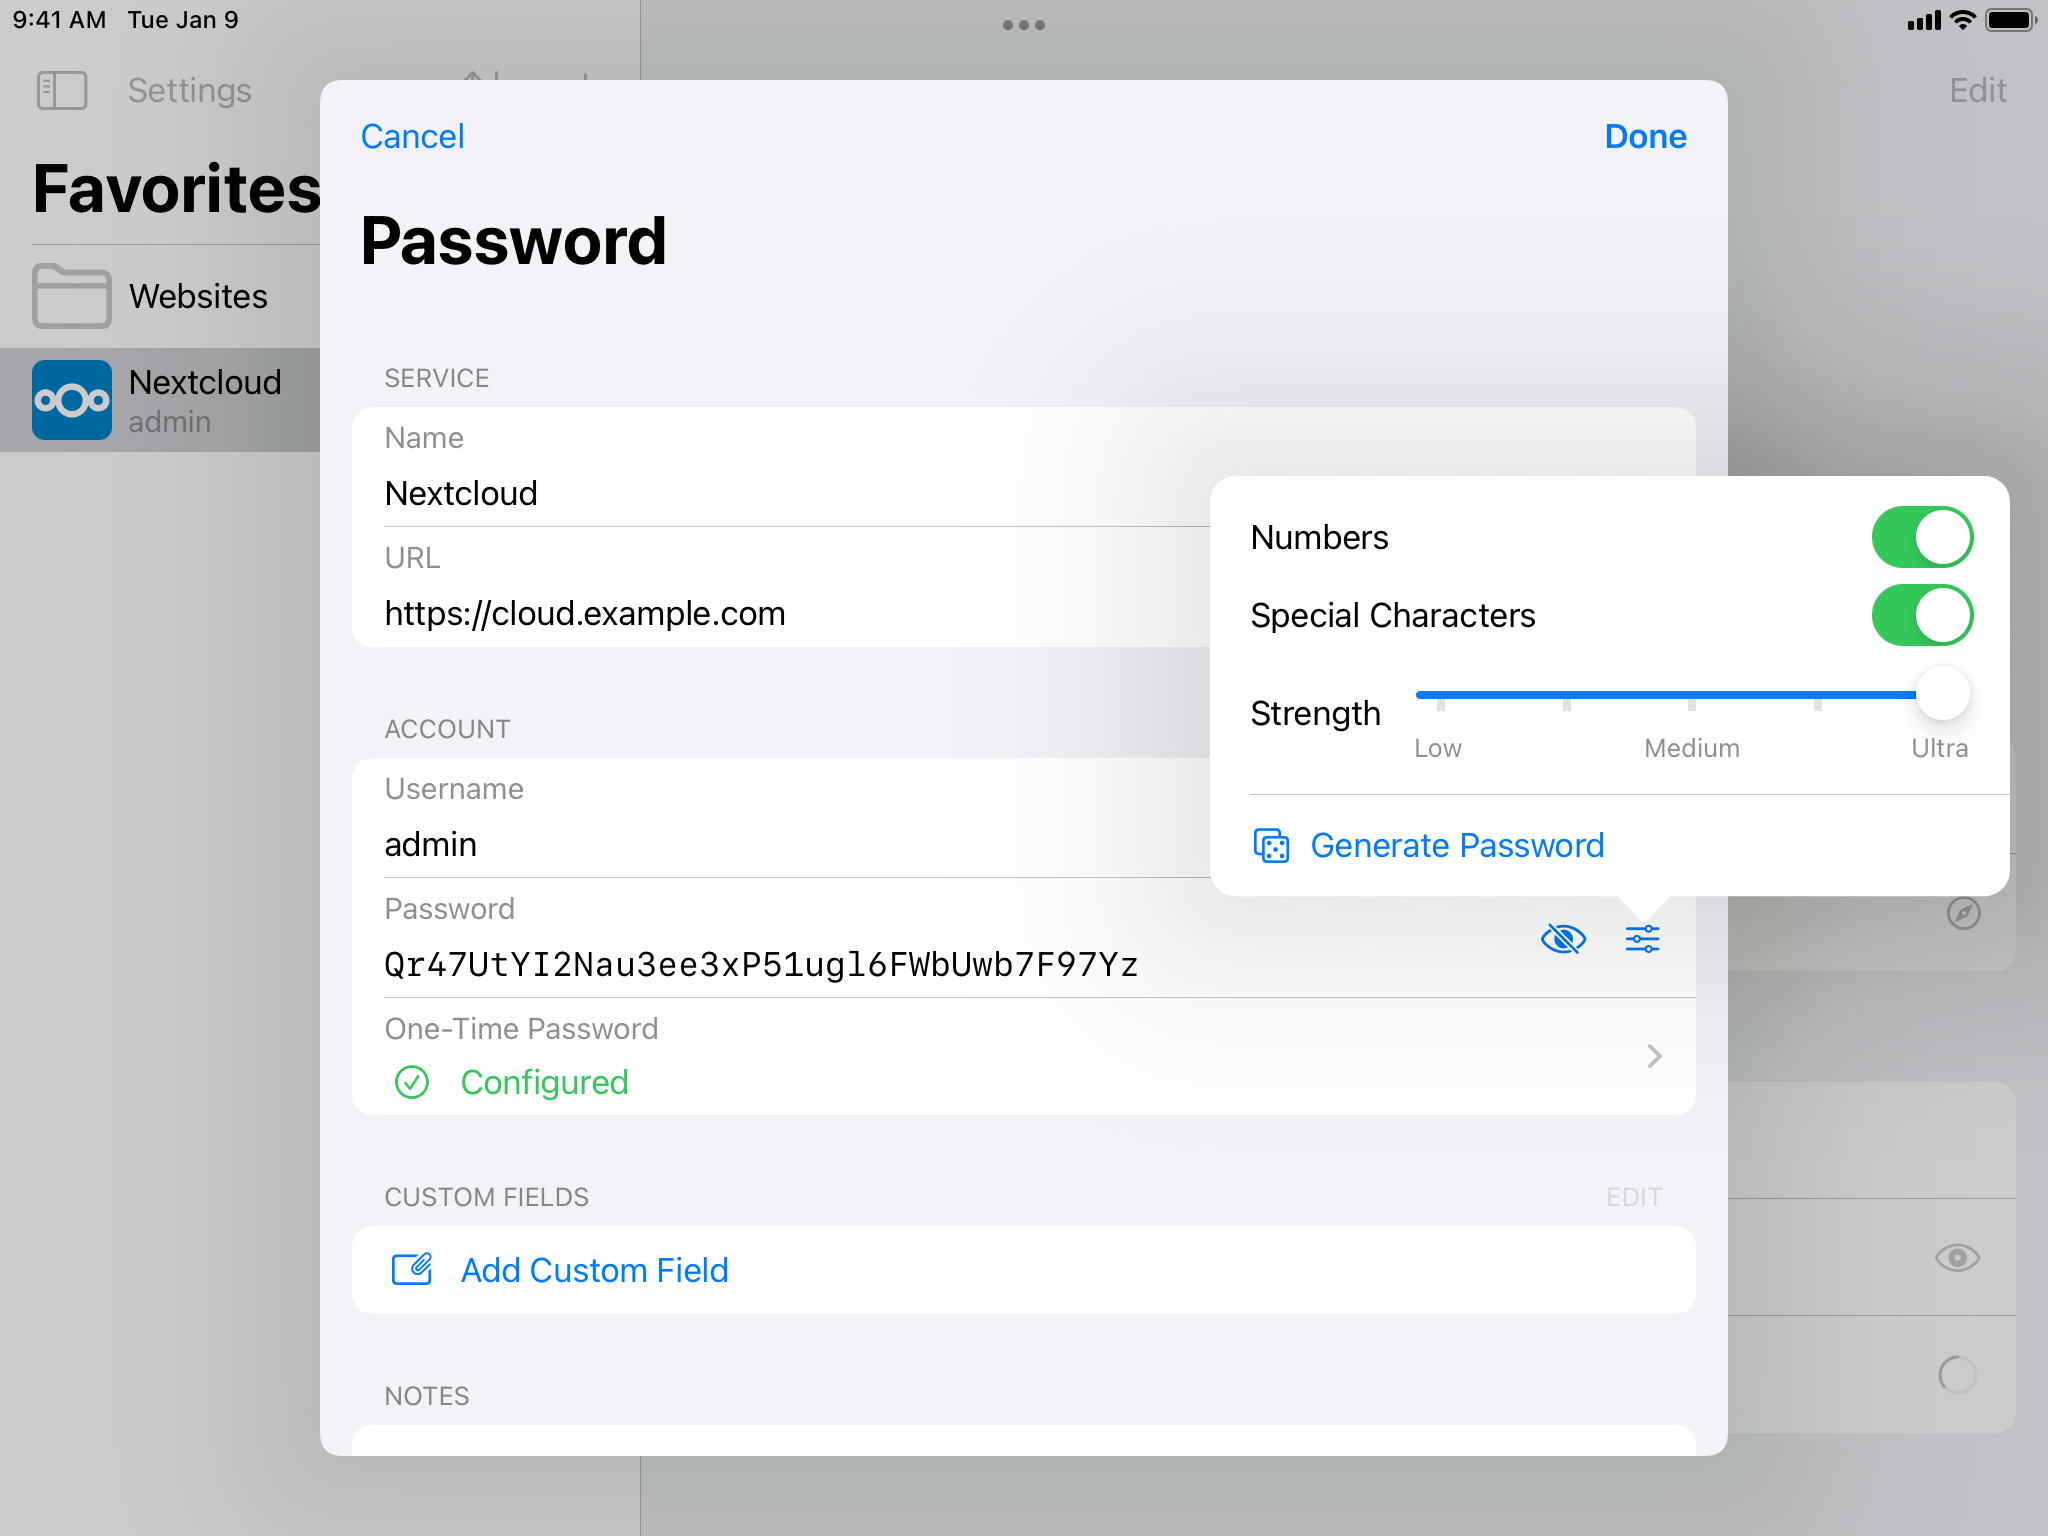 9:41 AM Tue Jan 9
Settings
Edit
Favorites
Websites
Nextcloud
admin
Cancel
Done
Password
SERVICE
Name
Nextcloud
URL
https://cloud.example.com
Numbers
Special Characters
Strength
Low Medium Ultra
Generate Password
ACCOUNT
Username
admin
Password
Qr47UtYI2Nau3ee3xP51ugl6FWbUwb7F97Yz
One-Time Password
Configured
CUSTOM FIELDS
EDIT
Add Custom Field
NOTES